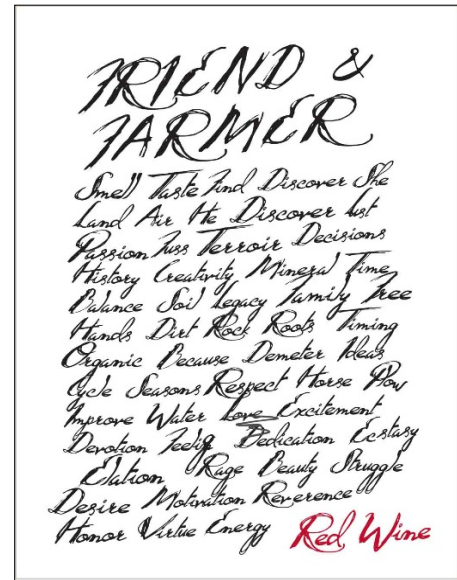 FRIEND &
FARMER
Smell Taste Find Discover She
Land Air He Discover Lust
Passion Fuss Terroir Decisions
History Creativity Mineral Time
Balance Soil Legacy Family Tree
Hands Dirt Rock Roots Timing
Organic Because Demeter Ideas
Cycle Seasons Respect Horse Plow
Improve Water Love Excitement
Devotion Feelig Dedication Ecstasy
Elation Rage Beauty Struggle
Desire Motivation Reverence
Honor Virtue Energy Red Wine